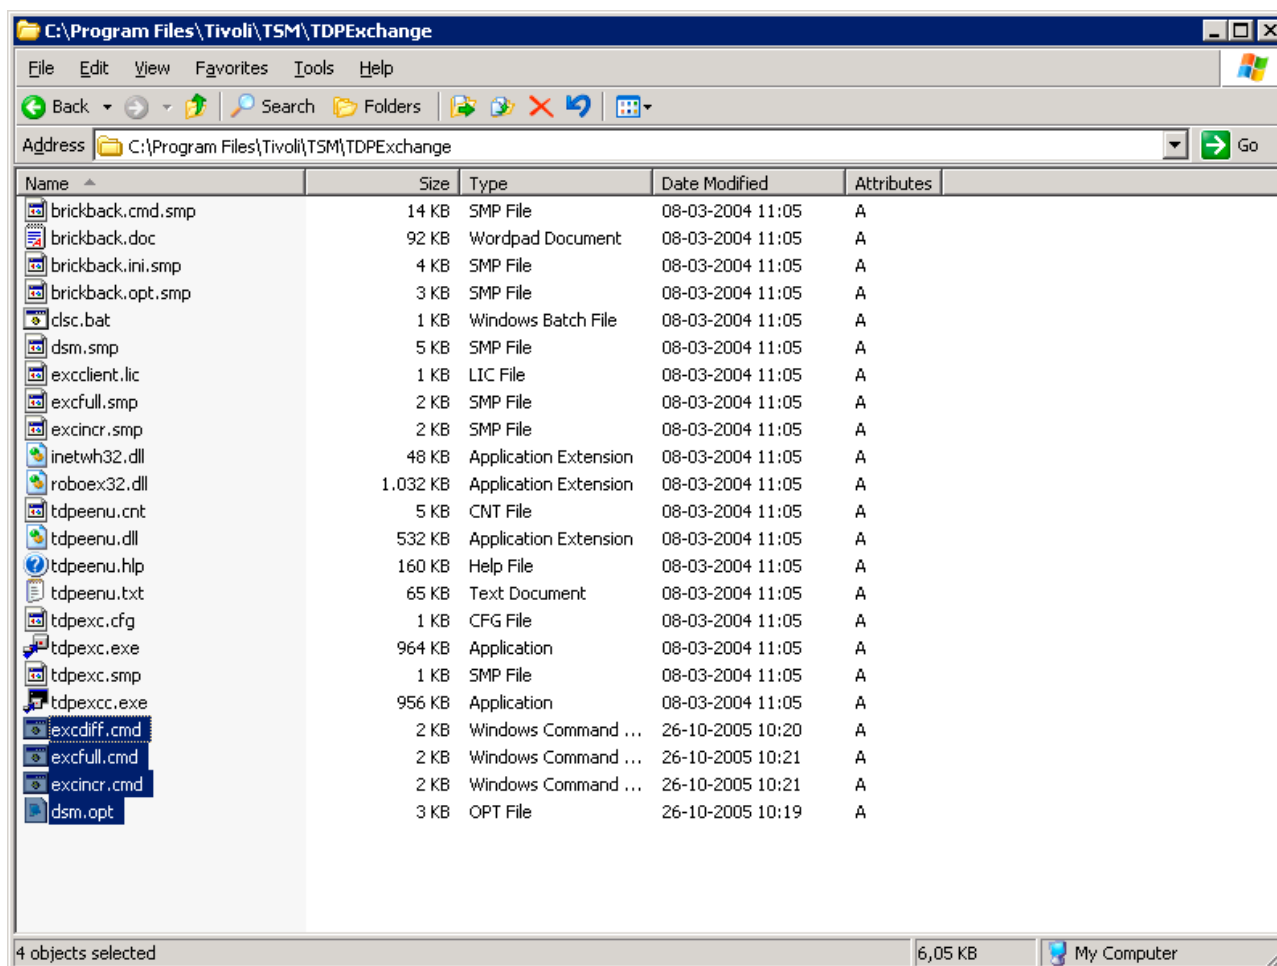 C:\Program Files\Tivoli\TSM\TDPExchange
File Edit View Favorites Tools Help
Back Search Folders
Address C:\Program Files\Tivoli\TSM\TDPExchange Go
Name Size Type Date Modified Attributes
brickback.cmd.smp 14 KB SMP File 08-03-2004 11:05 A
brickback.doc 92 KB Wordpad Document 08-03-2004 11:05 A
brickback.ini.smp 4 KB SMP File 08-03-2004 11:05 A
brickback.opt.smp 3 KB SMP File 08-03-2004 11:05 A
clsc.bat 1 KB Windows Batch File 08-03-2004 11:05 A
dsm.smp 5 KB SMP File 08-03-2004 11:05 A
excclient.lic 1 KB LIC File 08-03-2004 11:05 A
excfull.smp 2 KB SMP File 08-03-2004 11:05 A
excincr.smp 2 KB SMP File 08-03-2004 11:05 A
inetwh32.dll 48 KB Application Extension 08-03-2004 11:05 A
roboex32.dll 1.032 KB Application Extension 08-03-2004 11:05 A
tdpeenu.cnt 5 KB CNT File 08-03-2004 11:05 A
tdpeenu.dll 532 KB Application Extension 08-03-2004 11:05 A
tdpeenu.hlp 160 KB Help File 08-03-2004 11:05 A
tdpeenu.txt 65 KB Text Document 08-03-2004 11:05 A
tdpexc.cfg 1 KB CFG File 08-03-2004 11:05 A
tdpexc.exe 964 KB Application 08-03-2004 11:05 A
tdpexc.smp 1 KB SMP File 08-03-2004 11:05 A
tdpexcc.exe 956 KB Application 08-03-2004 11:05 A
excdiff.cmd 2 KB Windows Command ... 26-10-2005 10:20 A
excfull.cmd 2 KB Windows Command ... 26-10-2005 10:21 A
excincr.cmd 2 KB Windows Command ... 26-10-2005 10:21 A
dsm.opt 3 KB OPT File 26-10-2005 10:19 A
4 objects selected 6,05 KB My Computer